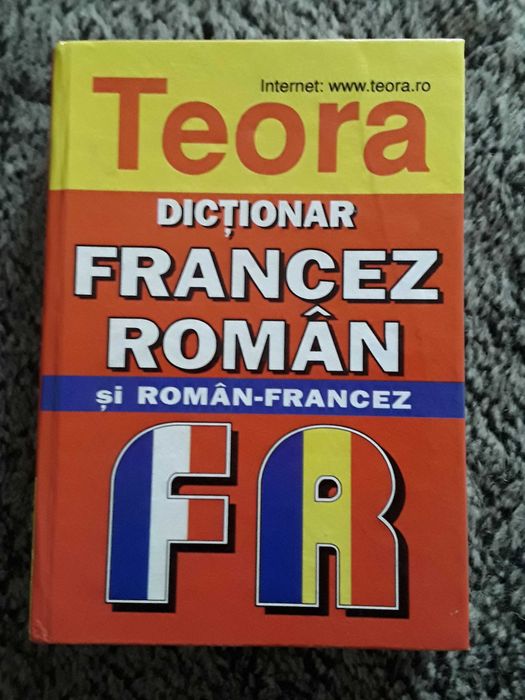 Internet: www.teora.ro
Teora
DICȚIONAR
FRANCEZ
ROMÂN
și ROMÂN-FRANCEZ
FR